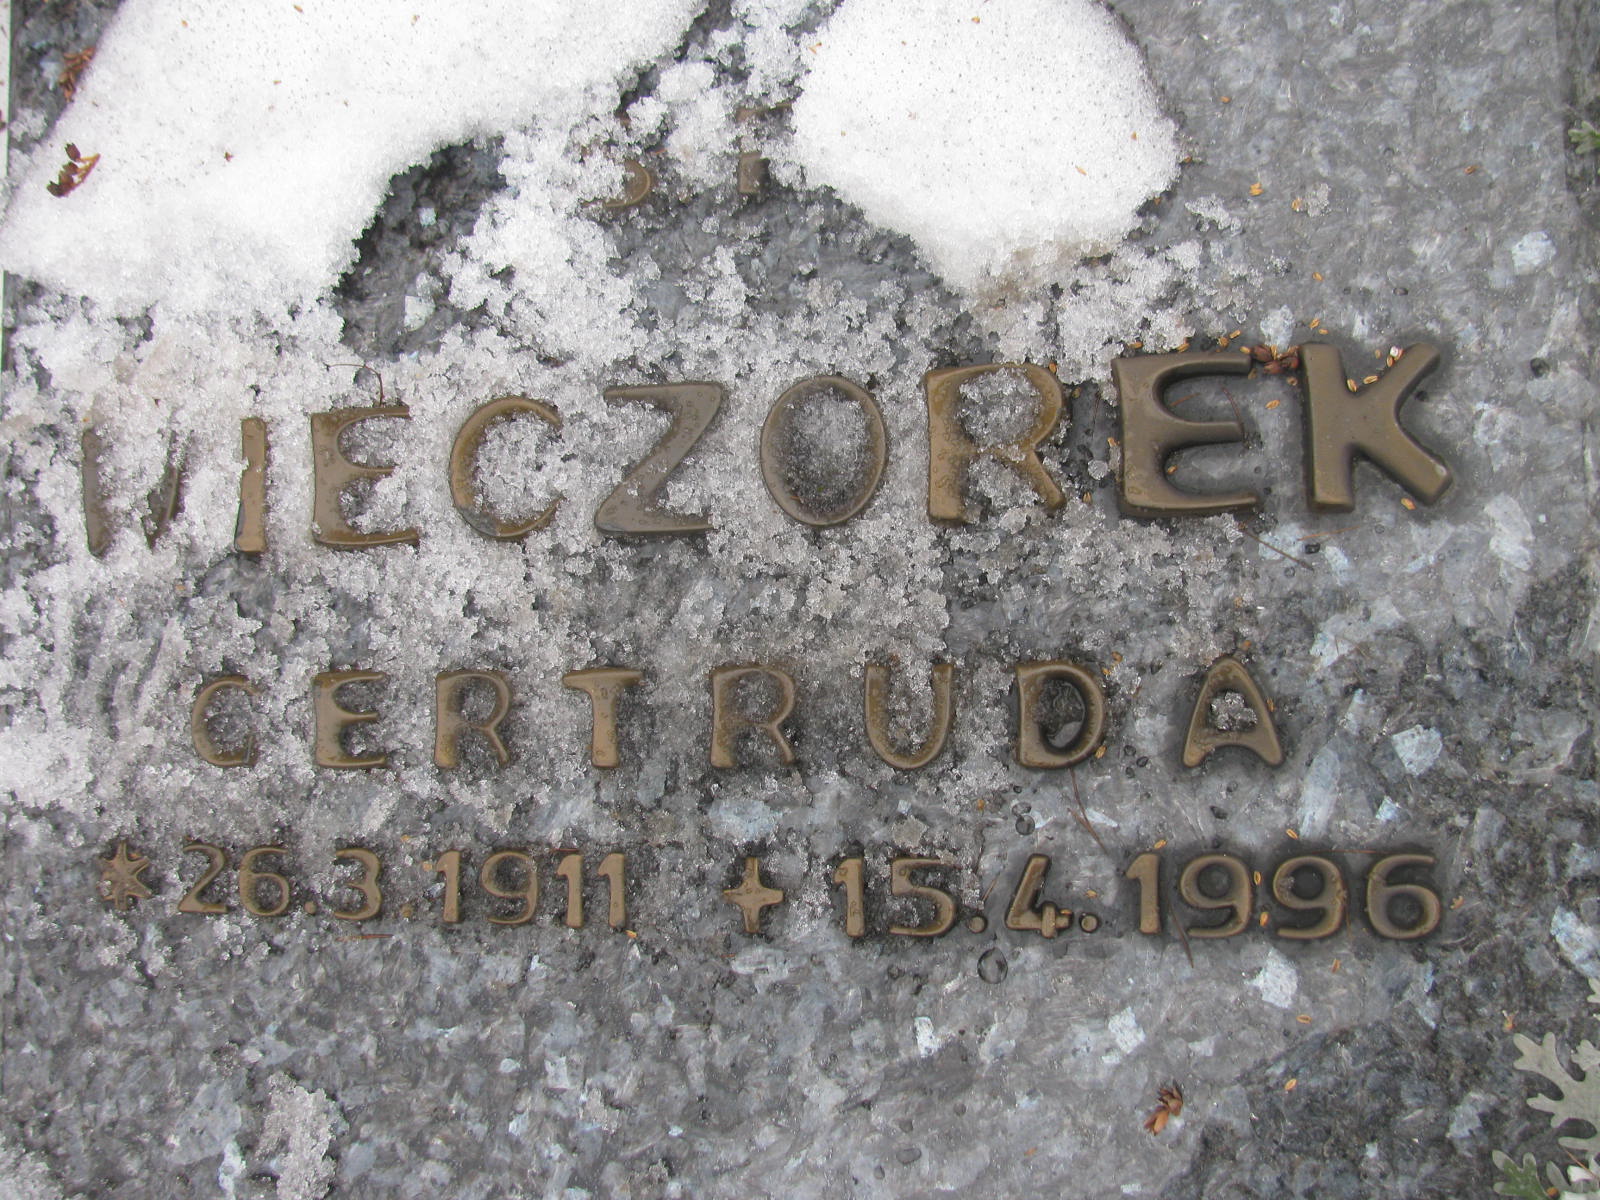 WIECZOREK
GERTRUDA
* 26.3.1911 + 15.4.1996